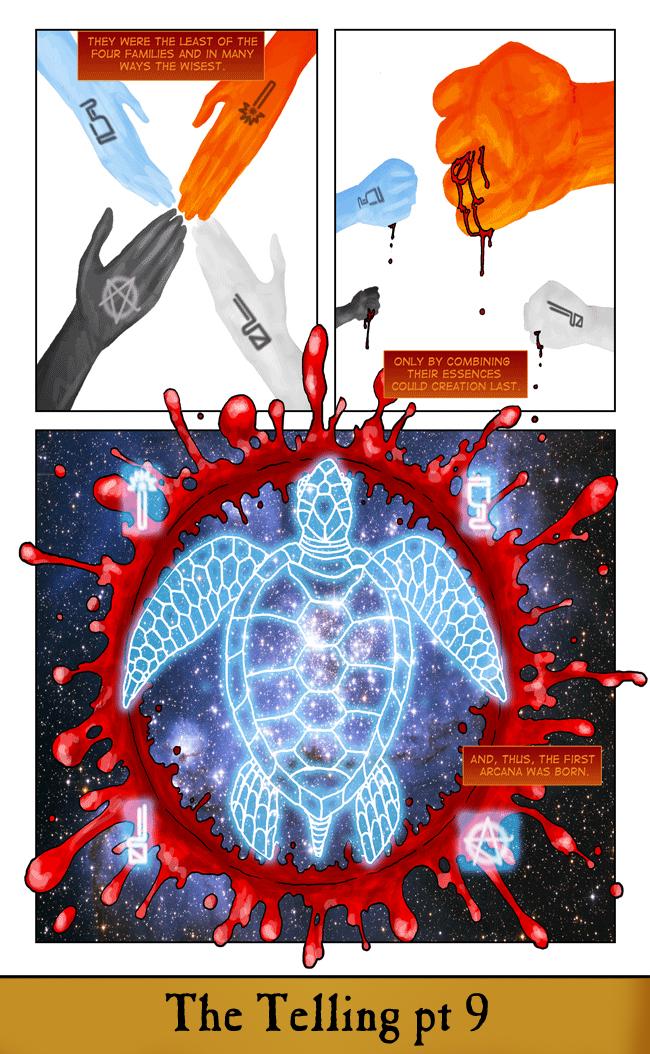 THEY WERE THE LEAST OF THE
FOUR FAMILIES AND IN MANY
WAYS THE WISEST.
ONLY BY COMBINING
THEIR ESSENCES
COULD CREATION LAST.
AND, THUS, THE FIRST
ARCANA WAS BORN.
The Telling pt 9